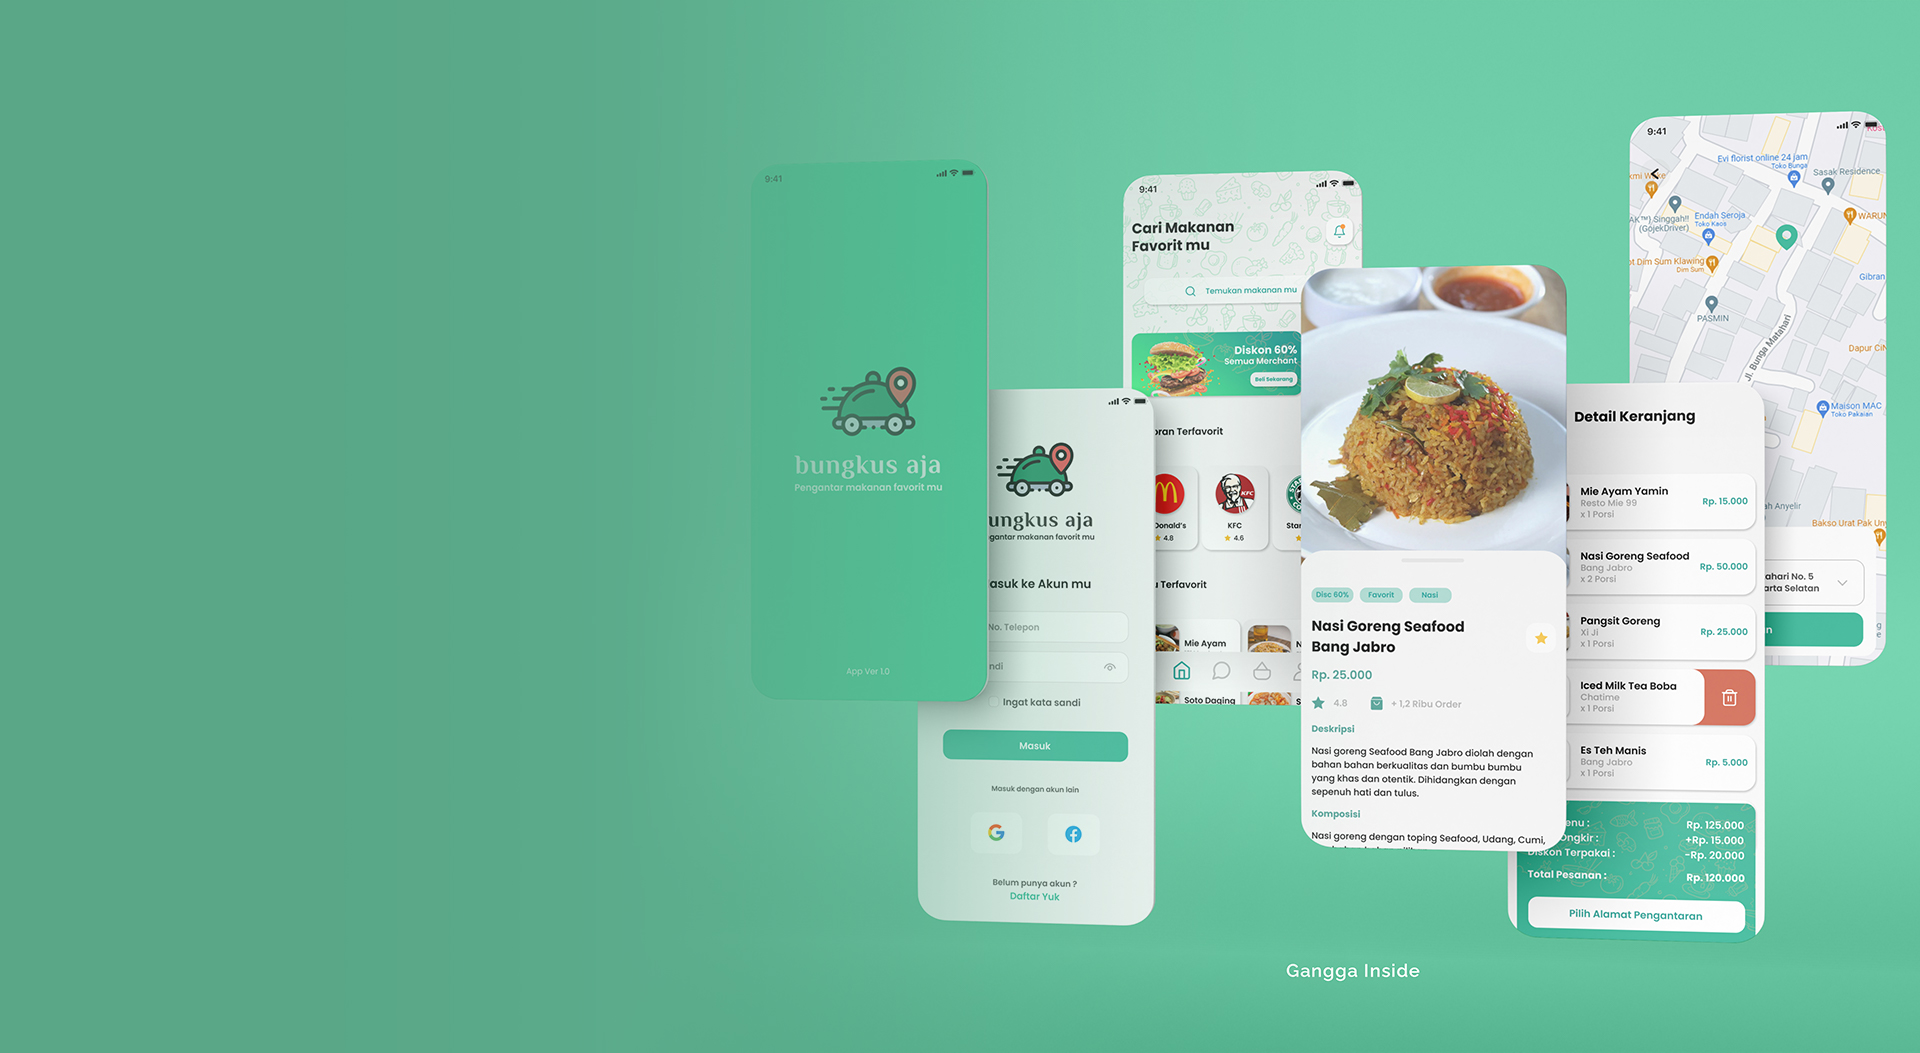 9:41
bungkus aja
Pengantar makanan favorit mu
App Ver 1.0
ungkus aja
gantar makanan favorit mu
asuk ke Akun mu
No. Telepon
ndi
Ingat kata sandi
Masuk
Masuk dengan akun lain
Belum punya akun ?
Daftar Yuk
9:41
Cari Makanan
Favorit mu
Temukan makanan mu
Diskon 60%
Semua Merchant
Beli Sekarang
oran Terfavorit
Donald's
4.8
KFC
KFC
4.6
Star
u Terfavorit
Mie Ayam
N
Soto Daging
S
Disc 60%
Favorit
Nasi
Nasi Goreng Seafood
Bang Jabro
Rp. 25.000
4.8
+ 1,2 Ribu Order
Deskripsi
Nasi goreng Seafood Bang Jabro diolah dengan
bahan bahan berkualitas dan bumbu bumbu
yang khas dan otentik. Dihidangkan dengan
sepenuh hati dan tulus.
Komposisi
Nasi goreng dengan toping Seafood, Udang, Cumi,
Detail Keranjang
Mie Ayam Yamin
Resto Mie 99
x 1 Porsi
Rp. 15.000
Nasi Goreng Seafood
Bang Jabro
x 2 Porsi
Rp. 50.000
Pangsit Goreng
Xi Ji
x 1 Porsi
Rp. 25.000
Iced Milk Tea Boba
Chatime
x 1 Porsi
Es Teh Manis
Bang Jabro
x 1 Porsi
Rp. 5.000
enu :
Rp. 125.000
Ongkir :
+Rp. 15.000
Diskon Terpakai :
-Rp. 20.000
Total Pesanan :
Rp. 120.000
Pilih Alamat Pengantaran
9:41
Evi florist online 24 jam
Toko Bunga
Sasak Residence
AK™) Singgah!!
(GojekDriver)
Endah Seroja
Toko Kaos
WARUN
ot Dim Sum Klawing
Dim Sum
Gibran
PASMIN
Jl. Bunga Matahari
Dapur CiN
Maison MAC
Toko Pakaian
ah Anyelir
Bakso Urat Pak Un
ahari No. 5
arta Selatan
n
Gangga Inside